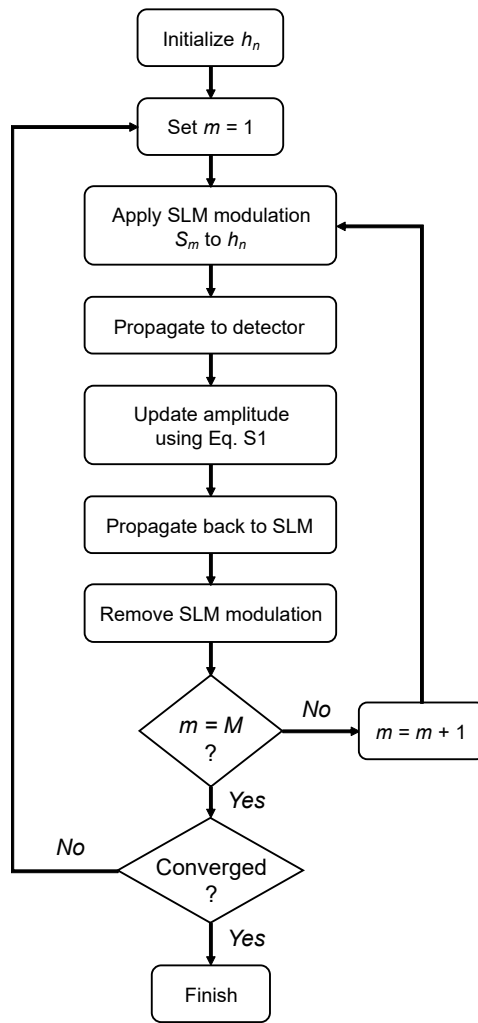 Initialize hₙ
Set m = 1
Apply SLM modulation
Sₘ to hₙ
Propagate to detector
Update amplitude
using Eq. S1
Propagate back to SLM
Remove SLM modulation
m = M
?
No
m = m + 1
Yes
Converged
?
No
Yes
Finish